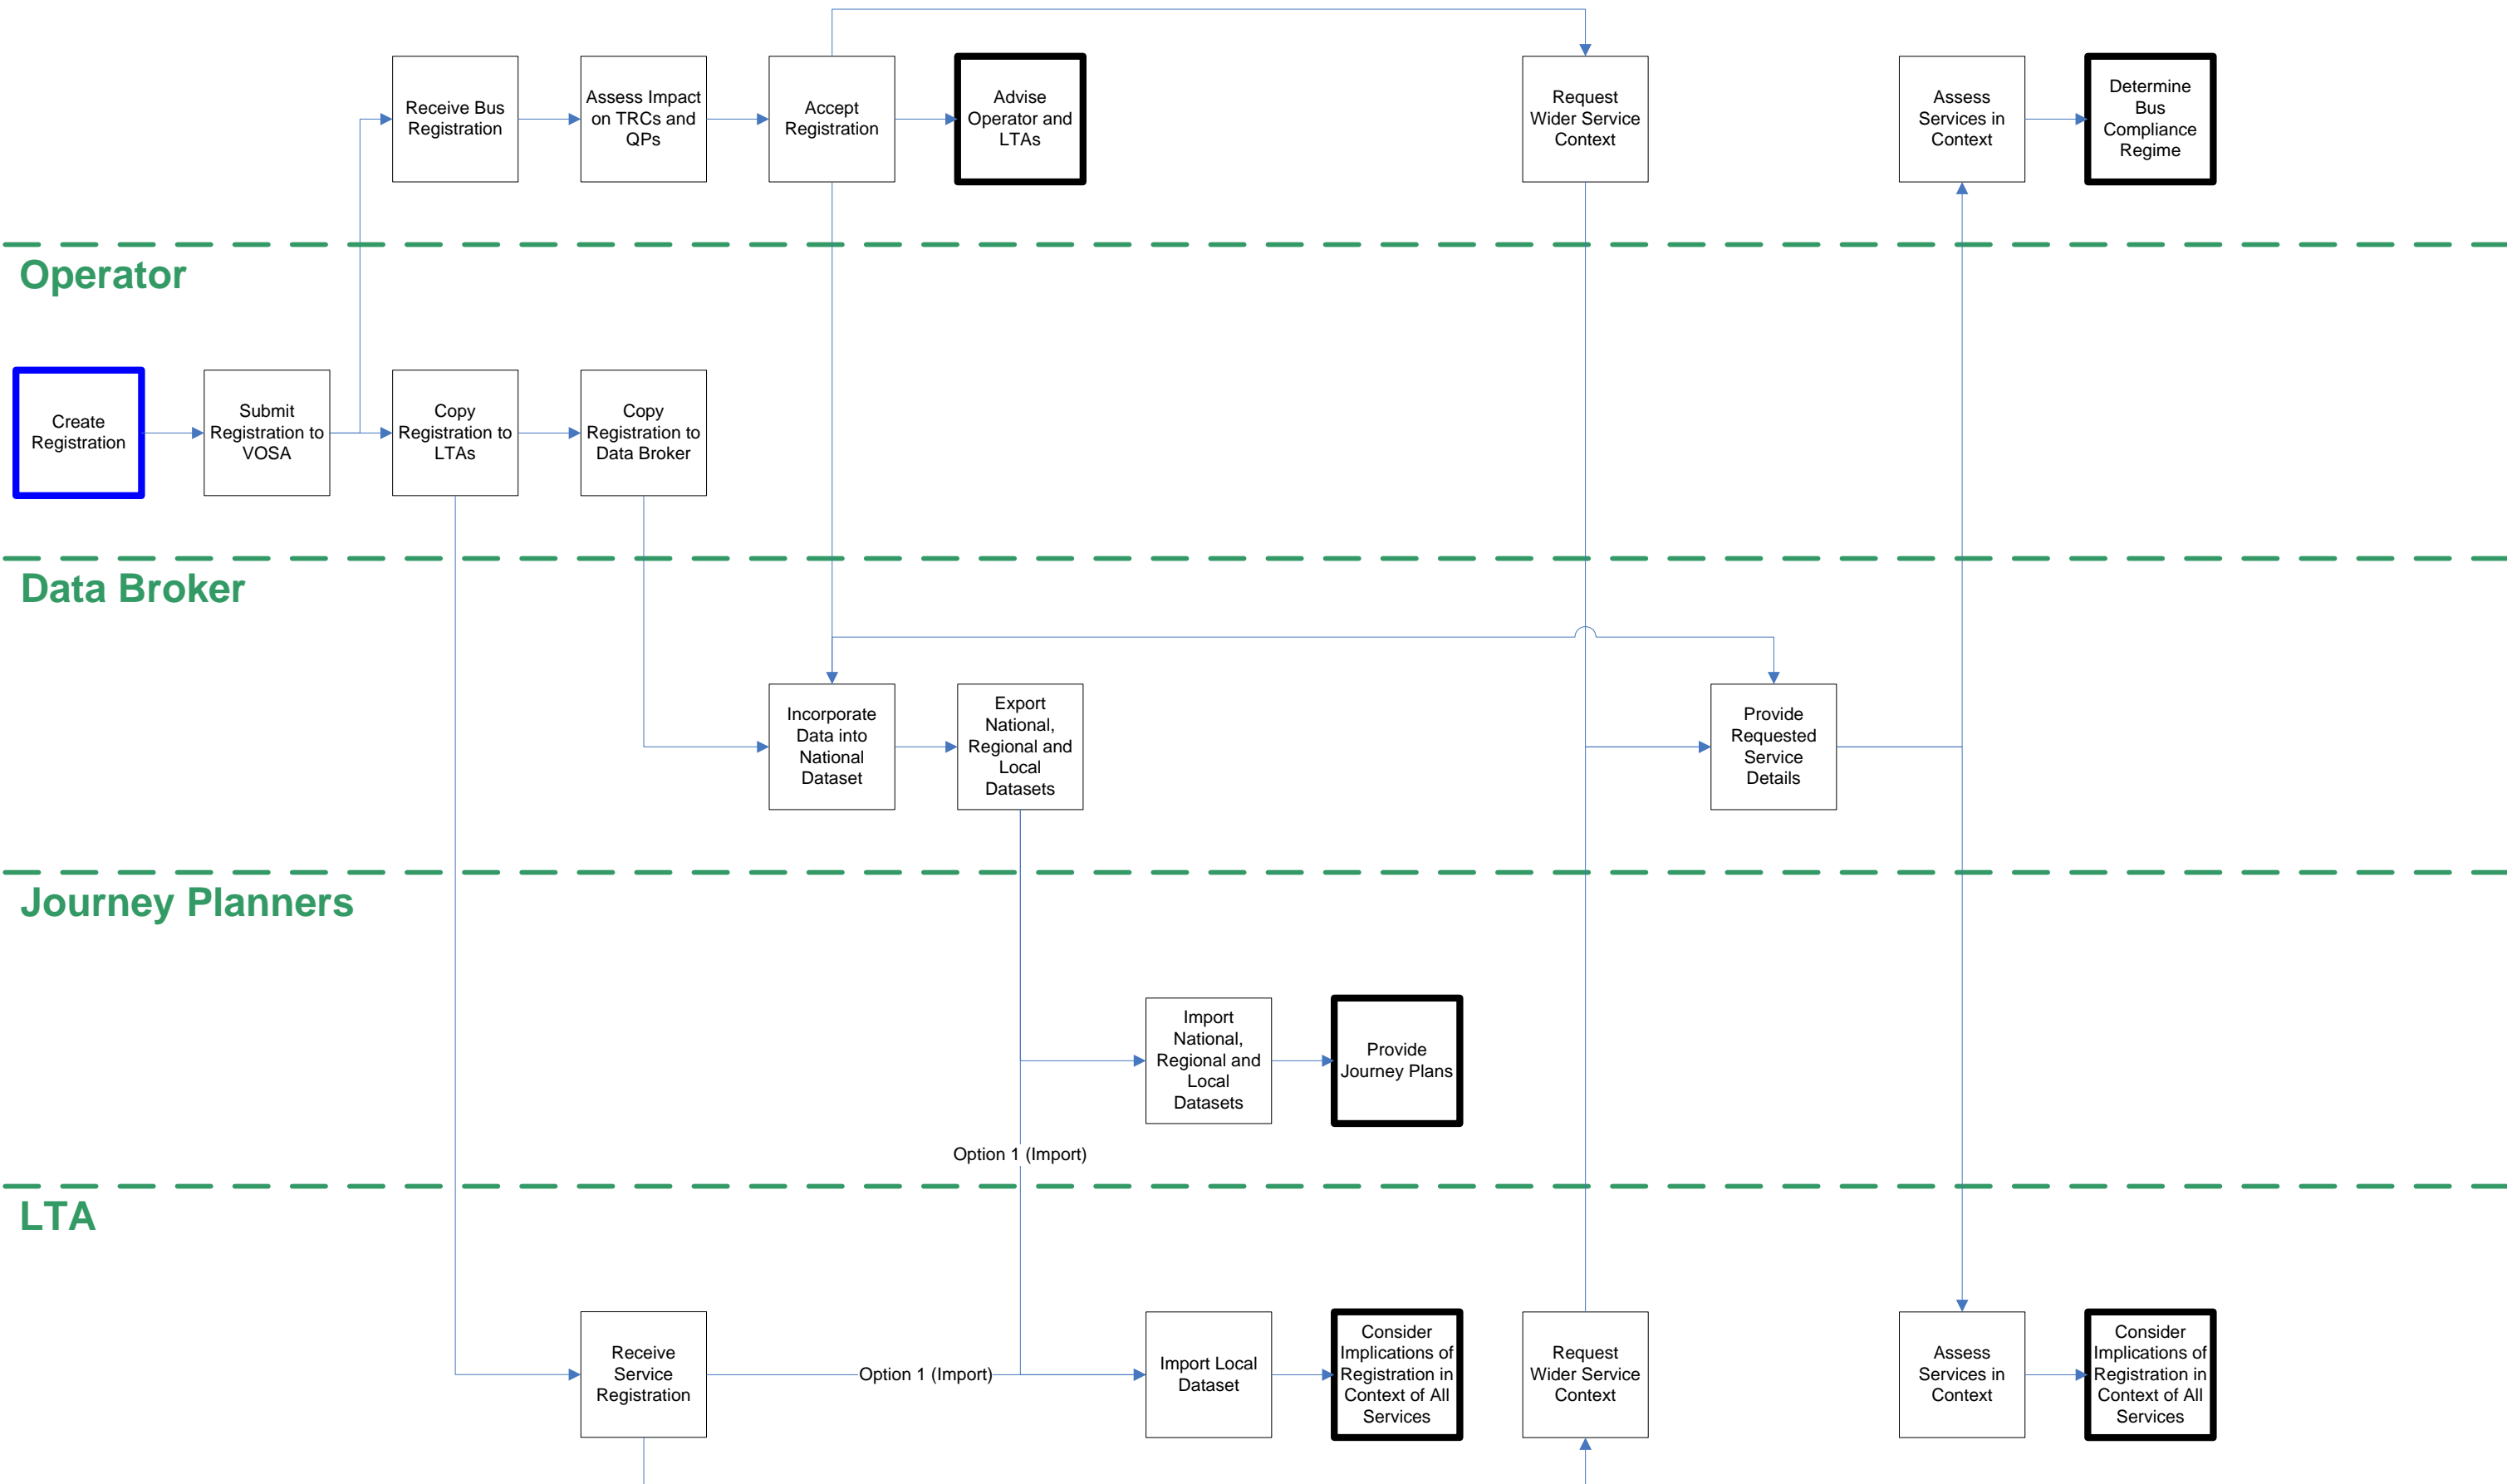 Receive Bus
Registration
Assess Impact
on TRCs and
QPs
Accept
Registration
Advise
Operator and
LTAs
Request
Wider Service
Context
Assess
Services in
Context
Determine
Bus
Compliance
Regime
Operator
Create
Registration
Submit
Registration to
VOSA
Copy
Registration to
LTAs
Copy
Registration to
Data Broker
Data Broker
Incorporate
Data into
National
Dataset
Export
National,
Regional and
Local
Datasets
Provide
Requested
Service
Details
Journey Planners
Import
National,
Regional and
Local
Datasets
Provide
Journey Plans
Option 1 (Import)
LTA
Receive
Service
Registration
Option 1 (Import)
Import Local
Dataset
Consider
Implications of
Registration in
Context of All
Services
Request
Wider Service
Context
Assess
Services in
Context
Consider
Implications of
Registration in
Context of All
Services